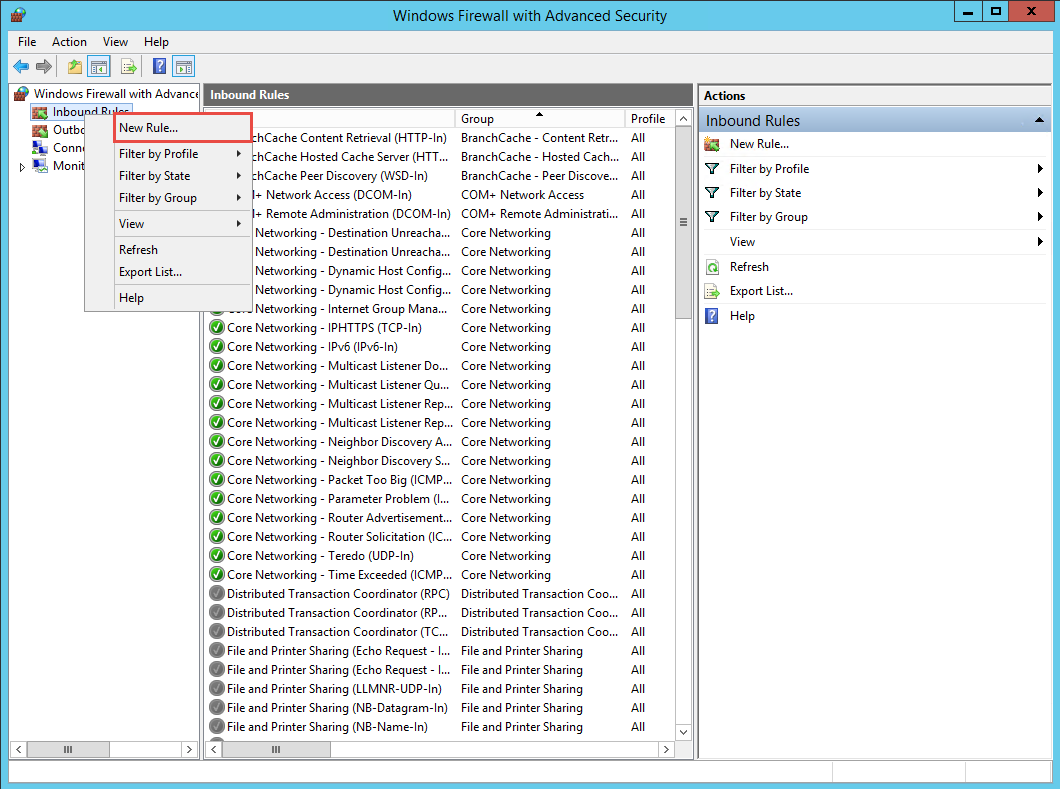 Windows Firewall with Advanced Security
File Action View Help
Windows Firewall with Advance
Inbound Rules
Outbo
Conne
Monit
New Rule...
Filter by Profile
Filter by State
Filter by Group
View
Refresh
Export List...
Help
Inbound Rules
Group Profile
chCache Content Retrieval (HTTP-In) BranchCache - Content Retr... All
chCache Hosted Cache Server (HTT... BranchCache - Hosted Cach... All
chCache Peer Discovery (WSD-In) BranchCache - Peer Discove... All
+ Network Access (DCOM-In) COM+ Network Access All
+ Remote Administration (DCOM-In) COM+ Remote Administrati... All
Networking - Destination Unreacha... Core Networking All
Networking - Destination Unreacha... Core Networking All
Networking - Dynamic Host Config... Core Networking All
Networking - Dynamic Host Config... Core Networking All
Networking - Internet Group Mana... Core Networking All
Core Networking - IPHTTPS (TCP-In) Core Networking All
Core Networking - IPv6 (IPv6-In) Core Networking All
Core Networking - Multicast Listener Do... Core Networking All
Core Networking - Multicast Listener Qu... Core Networking All
Core Networking - Multicast Listener Rep... Core Networking All
Core Networking - Multicast Listener Rep... Core Networking All
Core Networking - Neighbor Discovery A... Core Networking All
Core Networking - Neighbor Discovery S... Core Networking All
Core Networking - Packet Too Big (ICMP... Core Networking All
Core Networking - Parameter Problem (I... Core Networking All
Core Networking - Router Advertisement... Core Networking All
Core Networking - Router Solicitation (IC... Core Networking All
Core Networking - Teredo (UDP-In) Core Networking All
Core Networking - Time Exceeded (ICMP... Core Networking All
Distributed Transaction Coordinator (RPC) Distributed Transaction Coo... All
Distributed Transaction Coordinator (RP... Distributed Transaction Coo... All
Distributed Transaction Coordinator (TC... Distributed Transaction Coo... All
File and Printer Sharing (Echo Request - I... File and Printer Sharing All
File and Printer Sharing (Echo Request - I... File and Printer Sharing All
File and Printer Sharing (LLMNR-UDP-In) File and Printer Sharing All
File and Printer Sharing (NB-Datagram-In) File and Printer Sharing All
File and Printer Sharing (NB-Name-In) File and Printer Sharing All
Actions
Inbound Rules
New Rule...
Filter by Profile
Filter by State
Filter by Group
View
Refresh
Export List...
Help